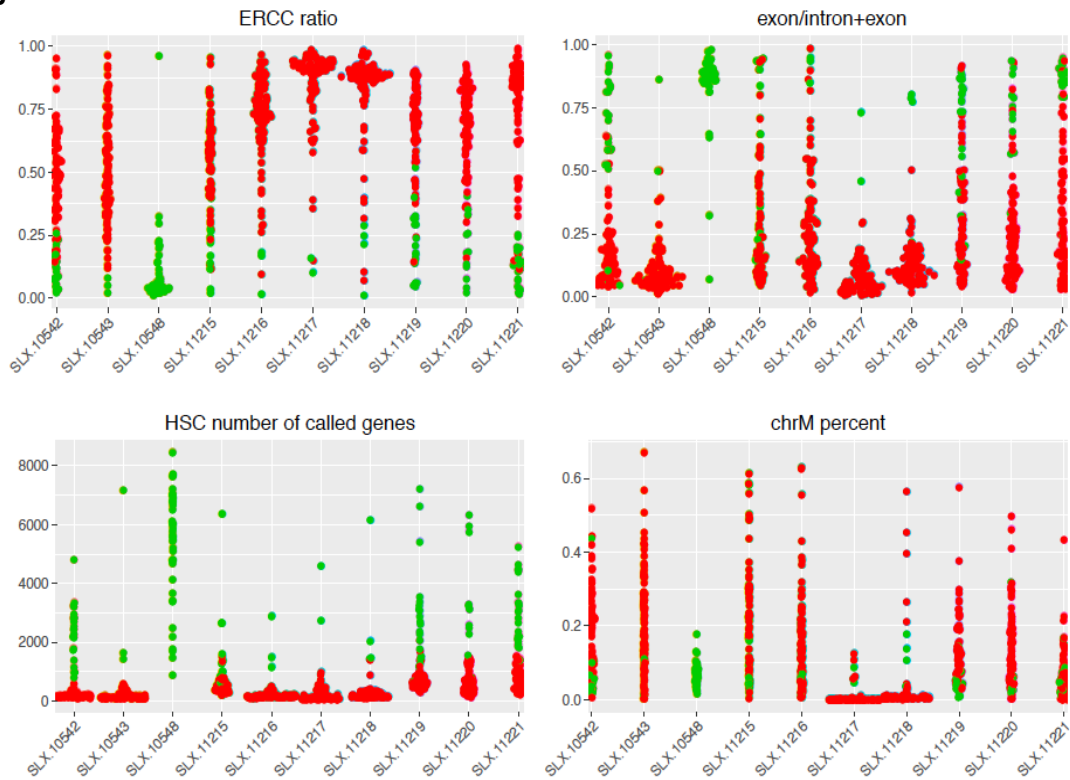 ERCC ratio
1.00
0.75
0.50
0.25
0.00
SLX.10542
SLX.10543
SLX.10548
SLX.11215
SLX.11216
SLX.11217
SLX.11218
SLX.11219
SLX.11220
SLX.11221
exon/intron+exon
1.00
0.75
0.50
0.25
0.00
SLX.10542
SLX.10543
SLX.10548
SLX.11215
SLX.11216
SLX.11217
SLX.11218
SLX.11219
SLX.11220
SLX.11221
HSC number of called genes
8000
6000
4000
2000
0
SLX.10542
SLX.10543
SLX.10548
SLX.11215
SLX.11216
SLX.11217
SLX.11218
SLX.11219
SLX.11220
SLX.11221
chrM percent
0.6
0.4
0.2
0.0
SLX.10542
SLX.10543
SLX.10548
SLX.11215
SLX.11216
SLX.11217
SLX.11218
SLX.11219
SLX.11220
SLX.11221